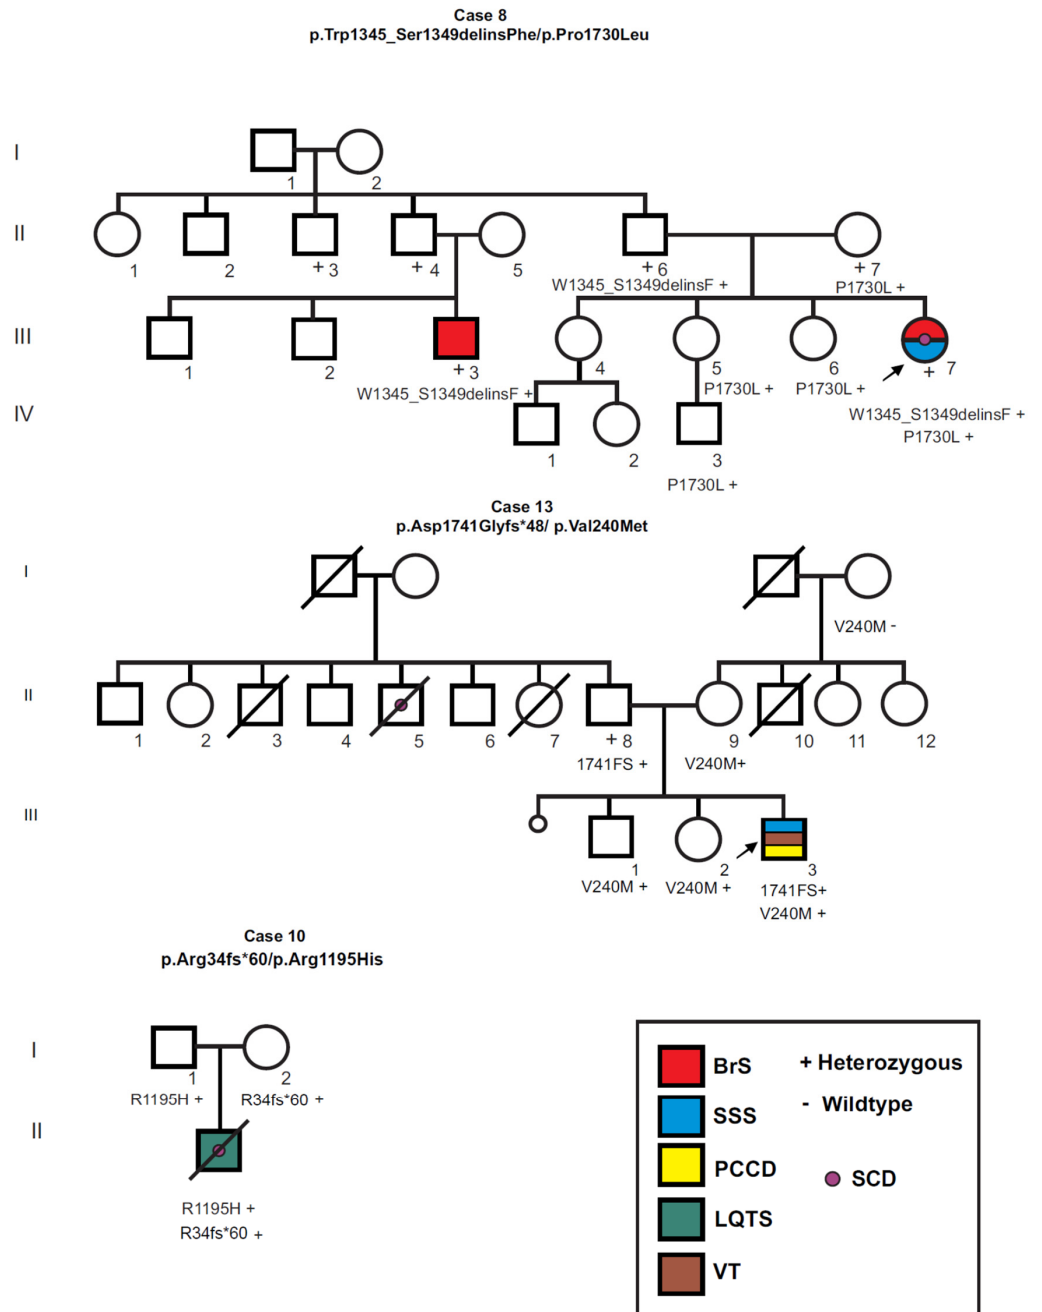 Case 8
p.Trp1345_Ser1349delinsPhe/p.Pro1730Leu
I
1 2
II
1 2 +3 +4 5 +6 +7
W1345_S1349delinsF + P1730L +
III
1 2 +3 4 5 6 + 7
W1345_S1349delinsF + P1730L + P1730L +
IV
W1345_S1349delinsF +
P1730L +
1 2 3
P1730L +
Case 13
p.Asp1741Glyfs*48/ p.Val240Met
I
V240M -
II
1 2 3 4 5 6 7 +8 9 10 11 12
1741FS + V240M+
III
1 2 3
V240M + V240M + 1741FS+
V240M +
Case 10
p.Arg34fs*60/p.Arg1195His
I
1 2
R1195H + R34fs*60 +
II
R1195H +
R34fs*60 +
BrS + Heterozygous
SSS - Wildtype
PCCD SCD
LQTS
VT